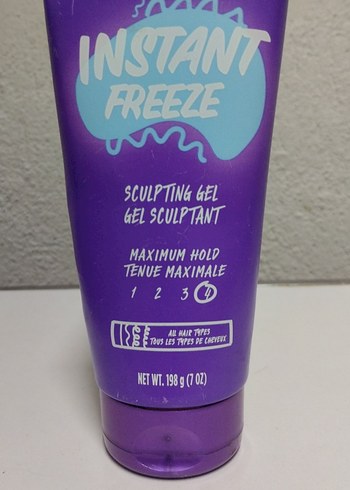 INSTANT
FREEZE
SCULPTING GEL
GEL SCULPTANT
MAXIMUM HOLD
TENUE MAXIMALE
1 2 3 4
ALL HAIR TYPES
TOUS LES TYPES DE CHEVEUX
NET WT. 198 g (7 OZ)